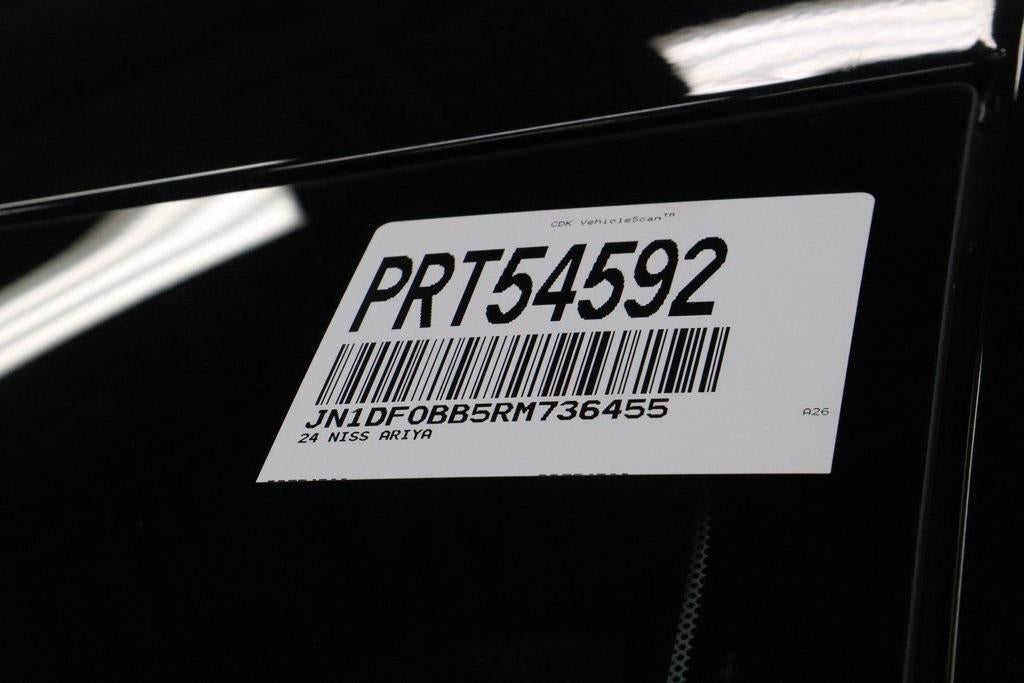 CDK VehicleScan™
PRT54592
JN1DF0BB5RM736455
24 NISS ARIYA
A26